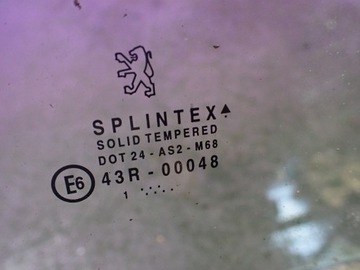 SPLINTEX
SOLID TEMPERED
DOT 24 - AS2 - M68
E6 43R - 00048
1